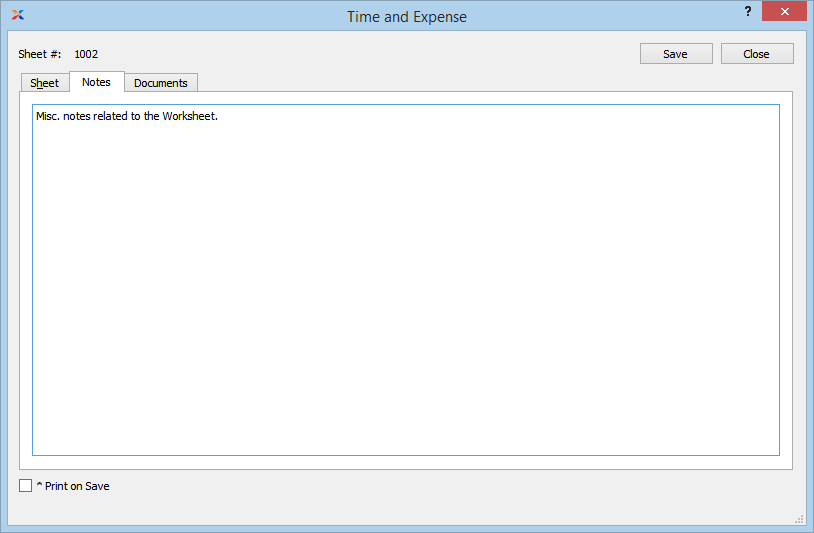 Time and Expense
?
Sheet #: 1002
Save
Close
Sheet
Notes
Documents
Misc. notes related to the Worksheet.
^ Print on Save